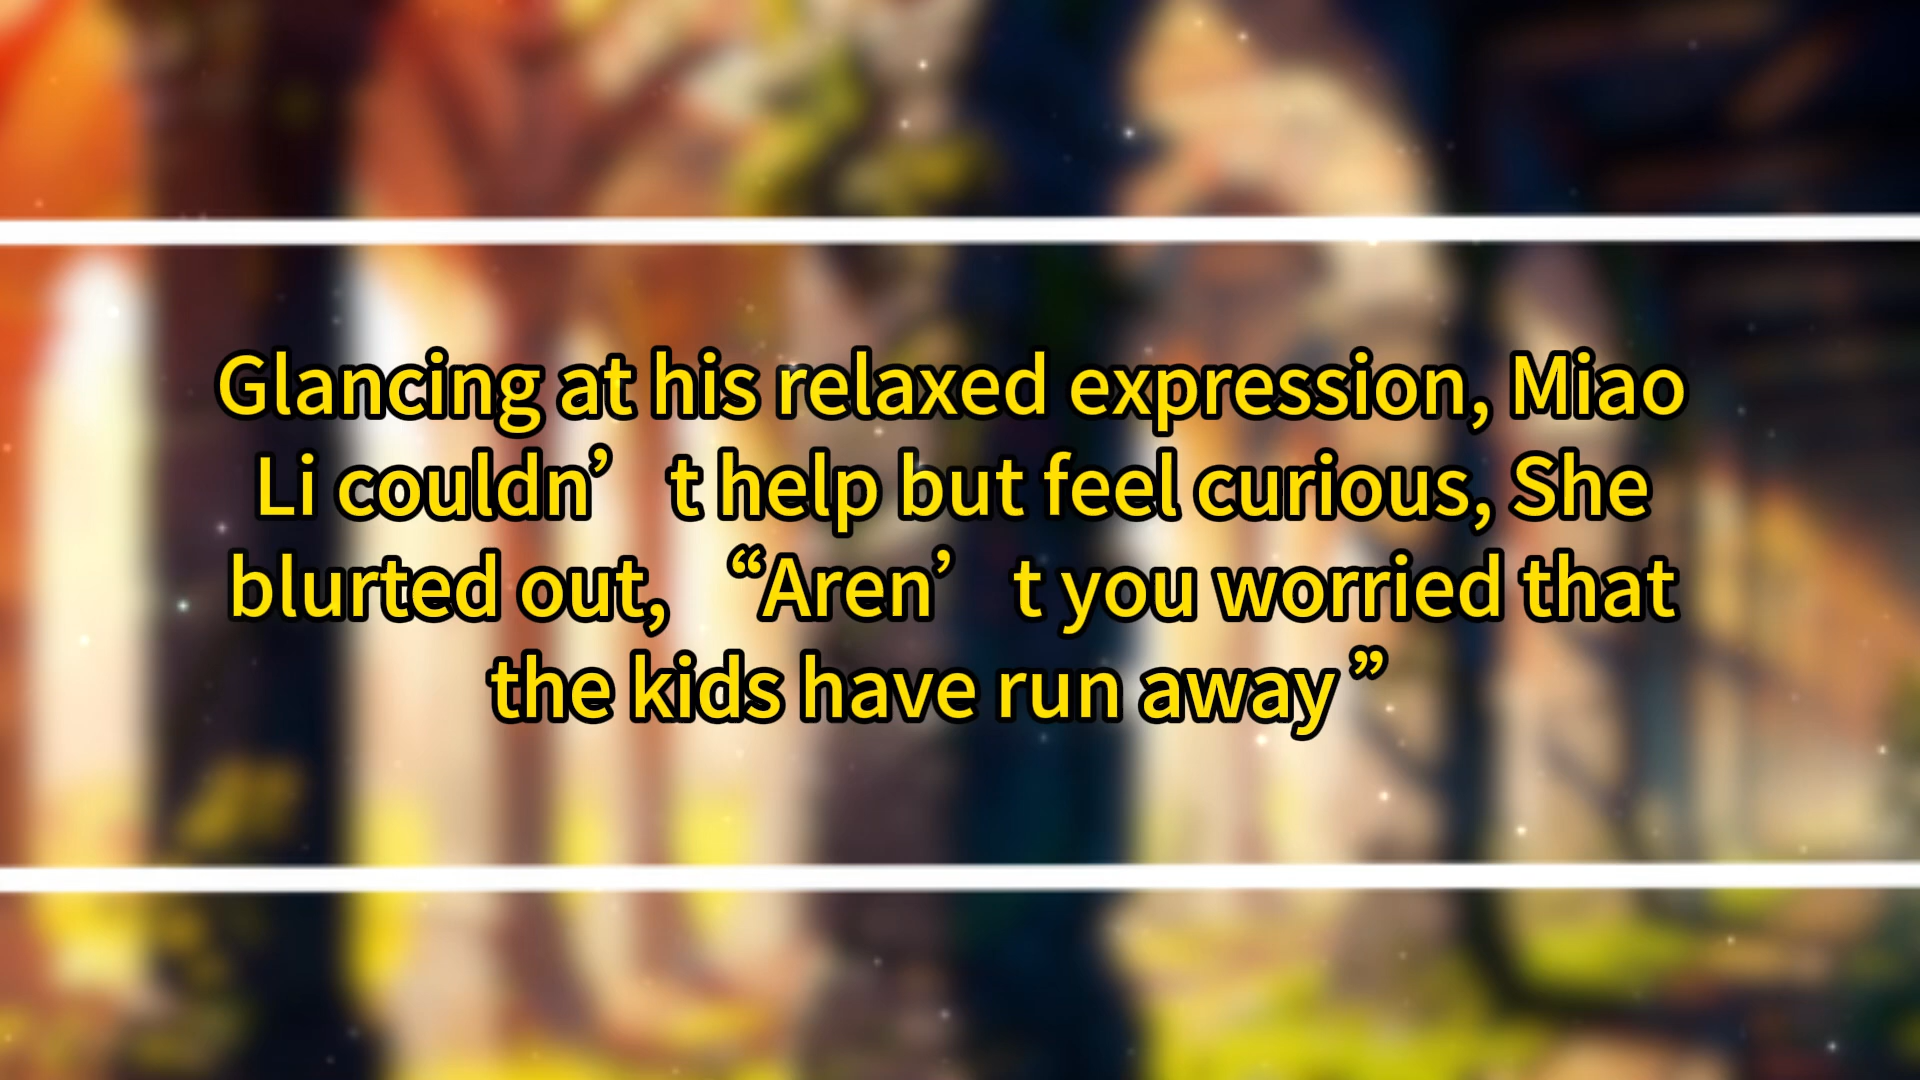 Glancing at his relaxed expression, Miao
Li couldn’t help but feel curious, She
blurted out, “Aren’t you worried that
the kids have run away”